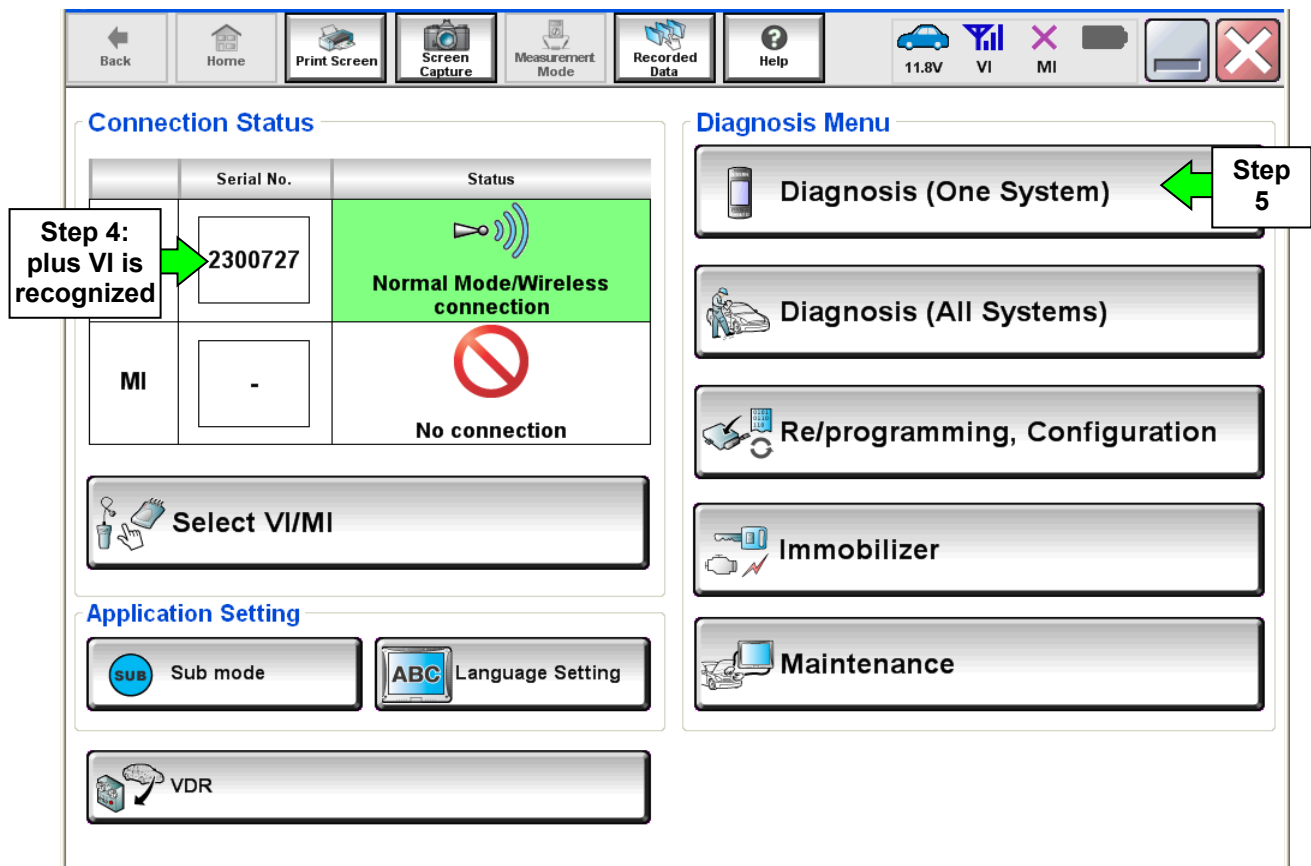 Back
Home
Print Screen
Screen
Capture
Measurement
Mode
Recorded
Data
Help
11.8V
VI
MI
Connection Status
Serial No.
Status
Step 4:
plus VI is
recognized
2300727
Normal Mode/Wireless
connection
MI
-
No connection
Select VI/MI
Application Setting
SUB
Sub mode
ABC
Language Setting
VDR
Diagnosis Menu
Diagnosis (One System)
Step
5
Diagnosis (All Systems)
Re/programming, Configuration
Immobilizer
Maintenance